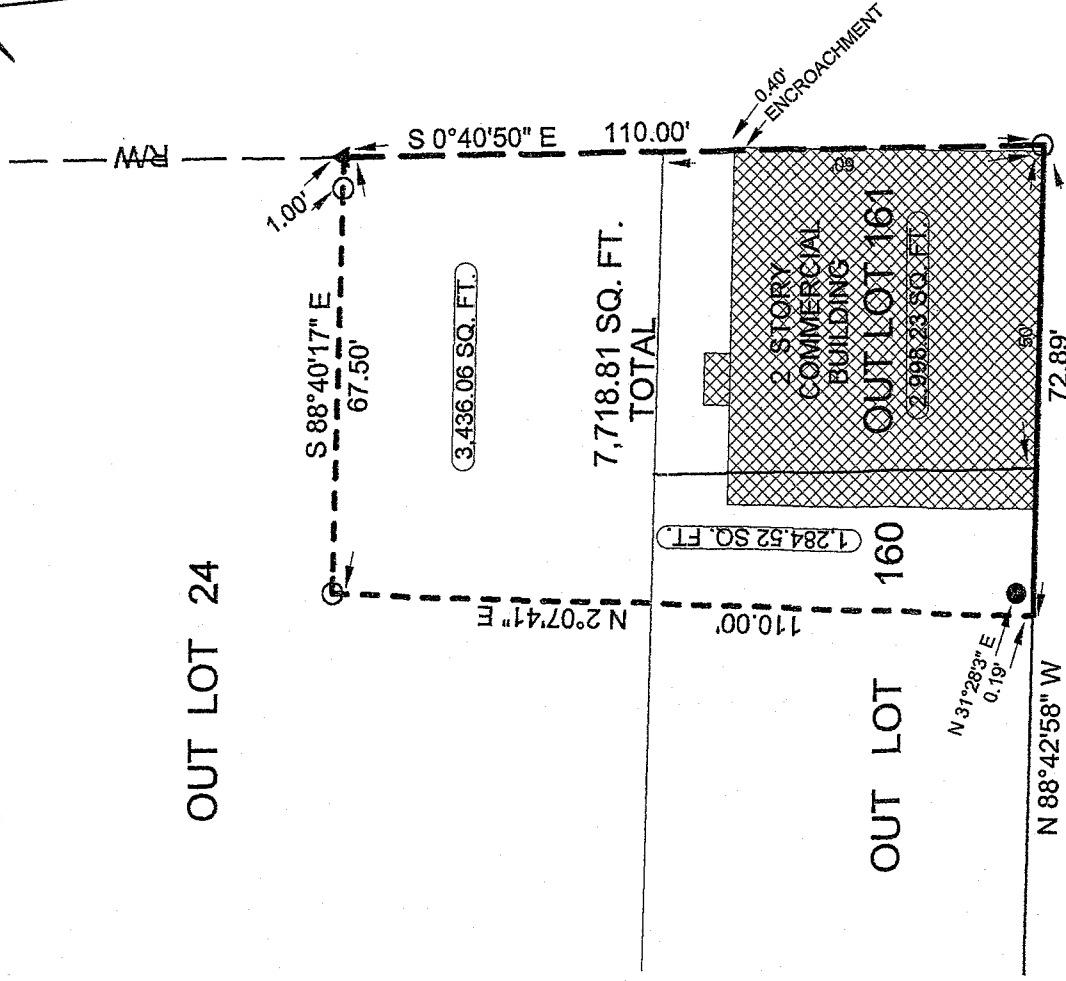 0.40'
ENCROACHMENT
R/W
S 0°40'50" E 110.00'
1.00'
60'
S 88°40'17" E
67.50'
3,436.06 SQ. FT.
7,718.81 SQ. FT.
TOTAL
2 STORY
COMMERCIAL
BUILDING
OUT LOT 161
2,998.23 SQ. FT.
50'
72.89'
1,284.52 SQ. FT.
OUT LOT 24
N 2°07'41" E
110.00'
OUT LOT 160
N 31°28'3" E
0.19'
N 88°42'58" W